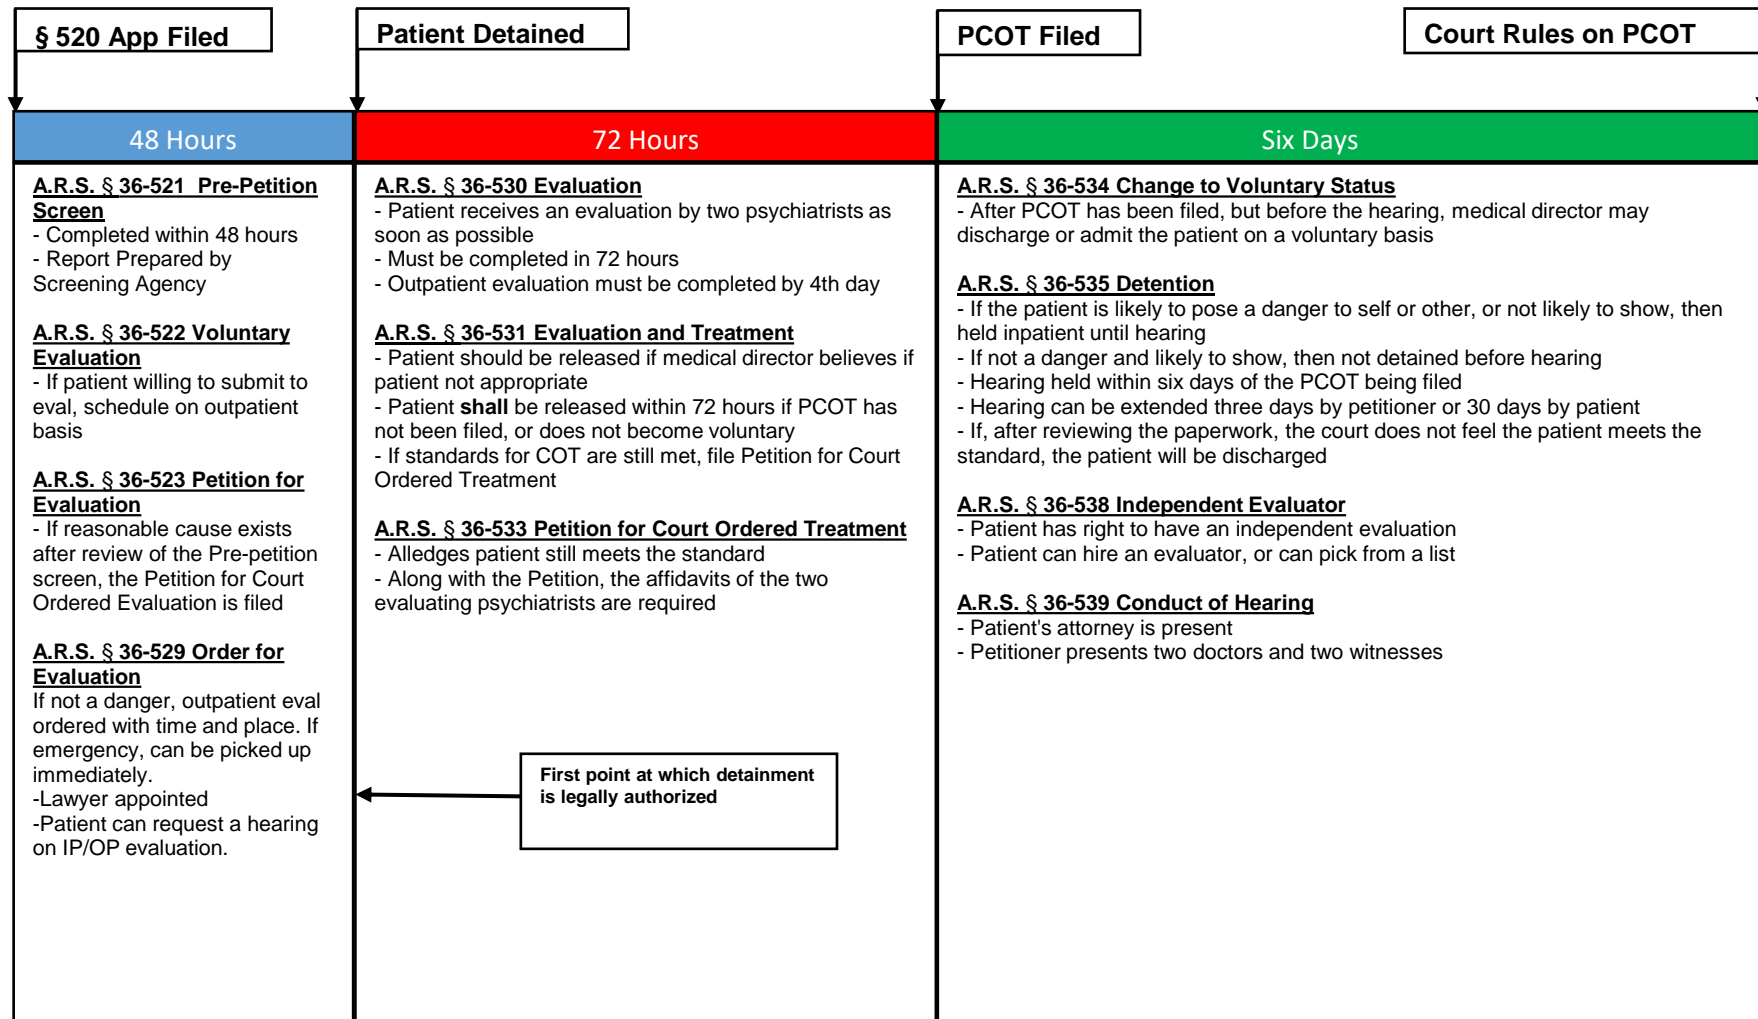 § 520 App Filed
Patient Detained
PCOT Filed
Court Rules on PCOT
48 Hours
72 Hours
Six Days
A.R.S. § 36-521 Pre-Petition
Screen
- Completed within 48 hours
- Report Prepared by
Screening Agency
A.R.S. § 36-522 Voluntary
Evaluation
- If patient willing to submit to
eval, schedule on outpatient
basis
A.R.S. § 36-523 Petition for
Evaluation
- If reasonable cause exists
after review of the Pre-petition
screen, the Petition for Court
Ordered Evaluation is filed
A.R.S. § 36-529 Order for
Evaluation
If not a danger, outpatient eval
ordered with time and place. If
emergency, can be picked up
immediately.
-Lawyer appointed
-Patient can request a hearing
on IP/OP evaluation.
A.R.S. § 36-530 Evaluation
- Patient receives an evaluation by two psychiatrists as
soon as possible
- Must be completed in 72 hours
- Outpatient evaluation must be completed by 4th day
A.R.S. § 36-531 Evaluation and Treatment
- Patient should be released if medical director believes if
patient not appropriate
- Patient shall be released within 72 hours if PCOT has
not been filed, or does not become voluntary
- If standards for COT are still met, file Petition for Court
Ordered Treatment
A.R.S. § 36-533 Petition for Court Ordered Treatment
- Alledges patient still meets the standard
- Along with the Petition, the affidavits of the two
evaluating psychiatrists are required
First point at which detainment
is legally authorized
A.R.S. § 36-534 Change to Voluntary Status
- After PCOT has been filed, but before the hearing, medical director may
discharge or admit the patient on a voluntary basis
A.R.S. § 36-535 Detention
- If the patient is likely to pose a danger to self or other, or not likely to show, then
held inpatient until hearing
- If not a danger and likely to show, then not detained before hearing
- Hearing held within six days of the PCOT being filed
- Hearing can be extended three days by petitioner or 30 days by patient
- If, after reviewing the paperwork, the court does not feel the patient meets the
standard, the patient will be discharged
A.R.S. § 36-538 Independent Evaluator
- Patient has right to have an independent evaluation
- Patient can hire an evaluator, or can pick from a list
A.R.S. § 36-539 Conduct of Hearing
- Patient's attorney is present
- Petitioner presents two doctors and two witnesses